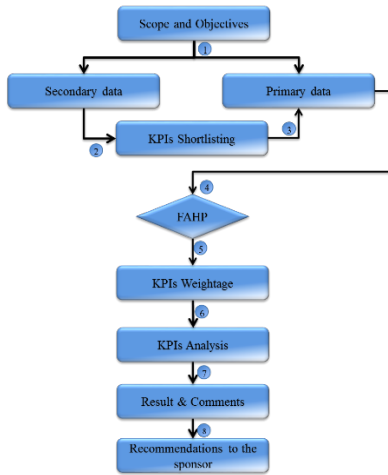 Scope and Objectives
1
Secondary data
Primary data
2
KPIs Shortlisting
3
4
FAHP
5
KPIs Weightage
6
KPIs Analysis
7
Result & Comments
8
Recommendations to the
sponsor